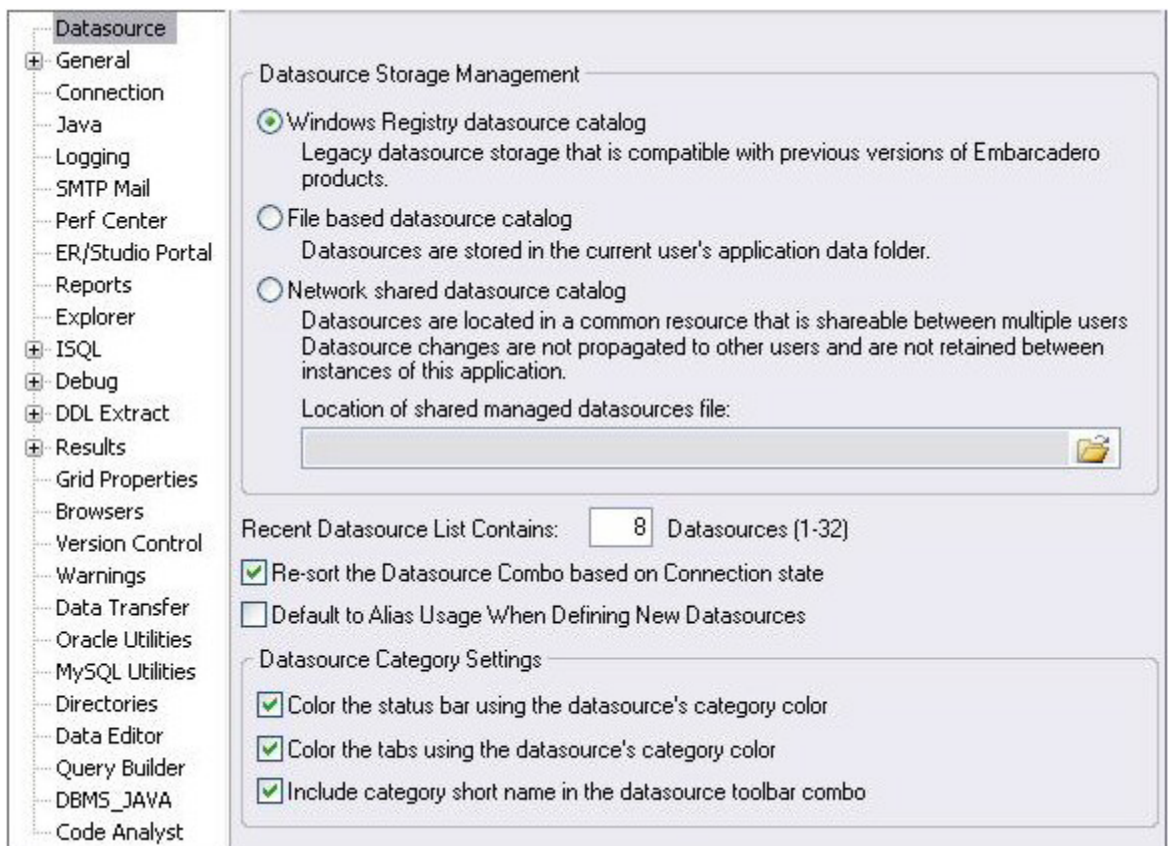 Datasource
General
Connection
Java
Logging
SMTP Mail
Perf Center
ER/Studio Portal
Reports
Explorer
ISQL
Debug
DDL Extract
Results
Grid Properties
Browsers
Version Control
Warnings
Data Transfer
Oracle Utilities
MySQL Utilities
Directories
Data Editor
Query Builder
DBMS_JAVA
Code Analyst
Datasource Storage Management
Windows Registry datasource catalog
Legacy datasource storage that is compatible with previous versions of Embarcadero
products.
File based datasource catalog
Datasources are stored in the current user's application data folder.
Network shared datasource catalog
Datasources are located in a common resource that is shareable between multiple users
Datasource changes are not propagated to other users and are not retained between
instances of this application.
Location of shared managed datasources file:
Recent Datasource List Contains: 8 Datasources (1-32)
Re-sort the Datasource Combo based on Connection state
Default to Alias Usage When Defining New Datasources
Datasource Category Settings
Color the status bar using the datasource's category color
Color the tabs using the datasource's category color
Include category short name in the datasource toolbar combo